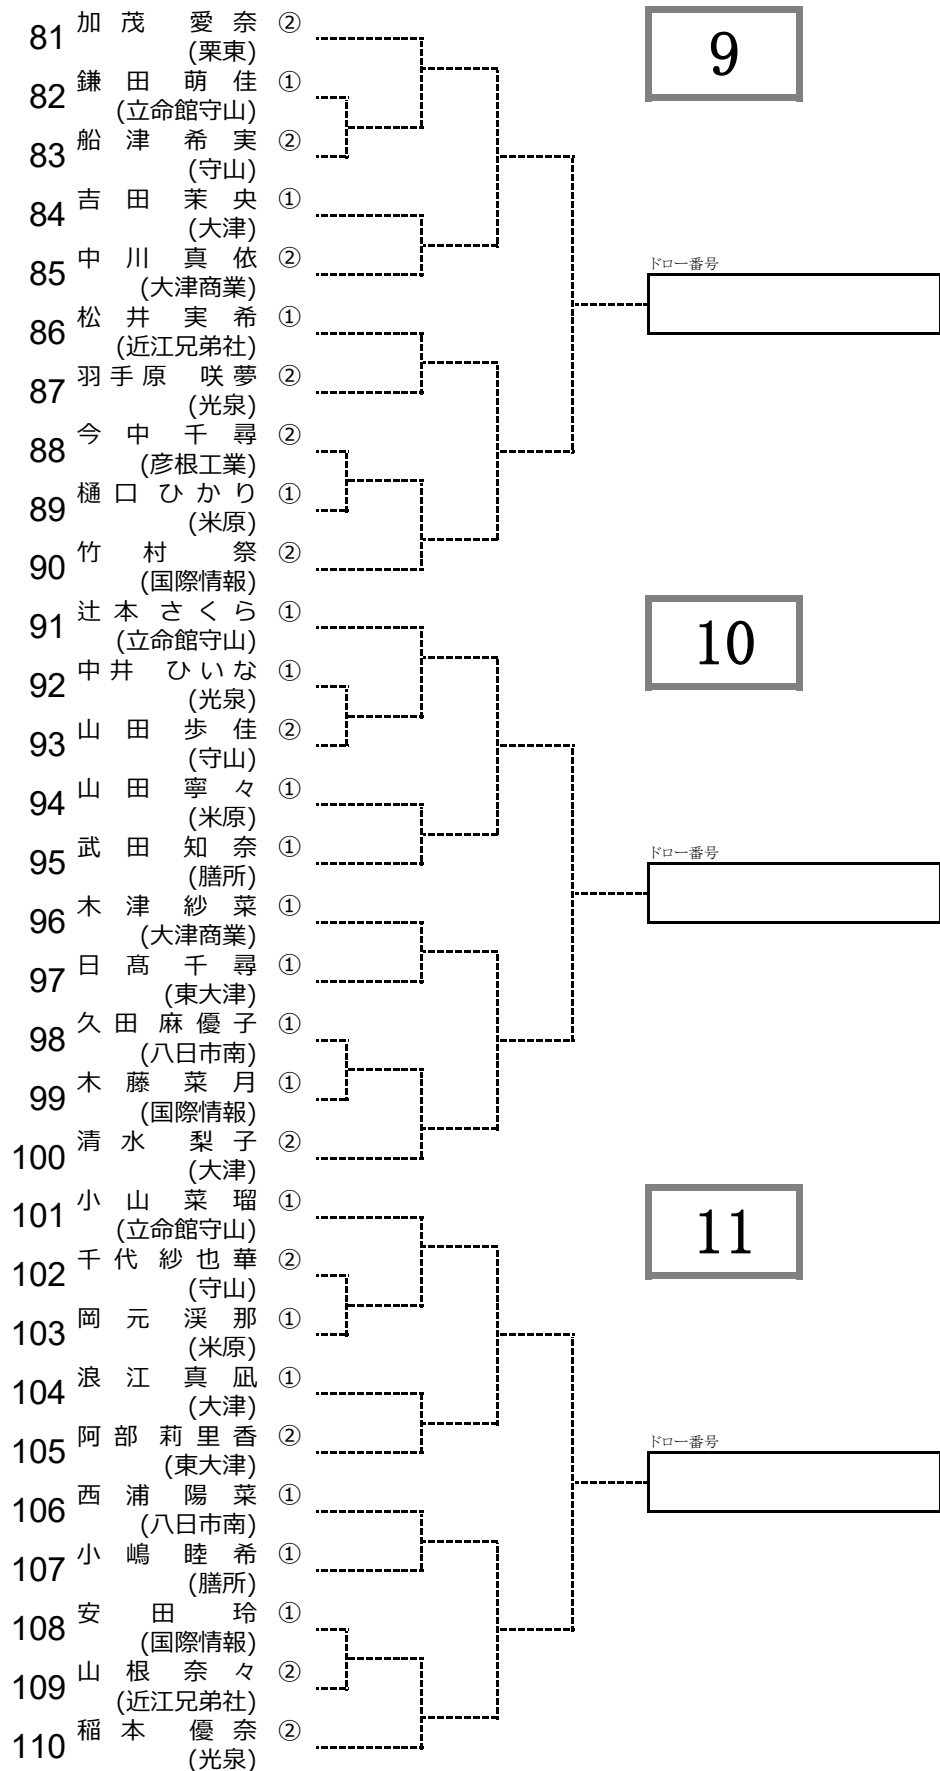 81 加茂 愛奈 ②
(栗東)
9
82 鎌田 萌佳 ①
(立命館守山)
83 船津 希実 ②
(守山)
84 吉田 茉央 ①
(大津)
85 中川 真依 ②
(大津商業)
ドロー番号
86 松井 実希 ①
(近江兄弟社)
87 羽手原 咲夢 ②
(光泉)
88 今中 千尋 ②
(彦根工業)
89 樋口 ひかり ①
(米原)
90 竹村 祭 ②
(国際情報)
91 辻本 さくら ①
(立命館守山)
10
92 中井 ひいな ①
(光泉)
93 山田 歩佳 ②
(守山)
94 山田 寧々 ①
(米原)
95 武田 知奈 ①
(膳所)
ドロー番号
96 木津 紗菜 ①
(大津商業)
97 日髙 千尋 ①
(東大津)
98 久田 麻優子 ①
(八日市南)
99 木藤 菜月 ①
(国際情報)
100 清水 梨子 ②
(大津)
101 小山 菜瑠 ①
(立命館守山)
11
102 千代 紗也華 ②
(守山)
103 岡元 渓那 ①
(米原)
104 浪江 真凪 ①
(大津)
105 阿部 莉里香 ②
(東大津)
ドロー番号
106 西浦 陽菜 ①
(八日市南)
107 小嶋 睦希 ①
(膳所)
108 安田 玲 ①
(国際情報)
109 山根 奈々 ②
(近江兄弟社)
110 稲本 優奈 ②
(光泉)